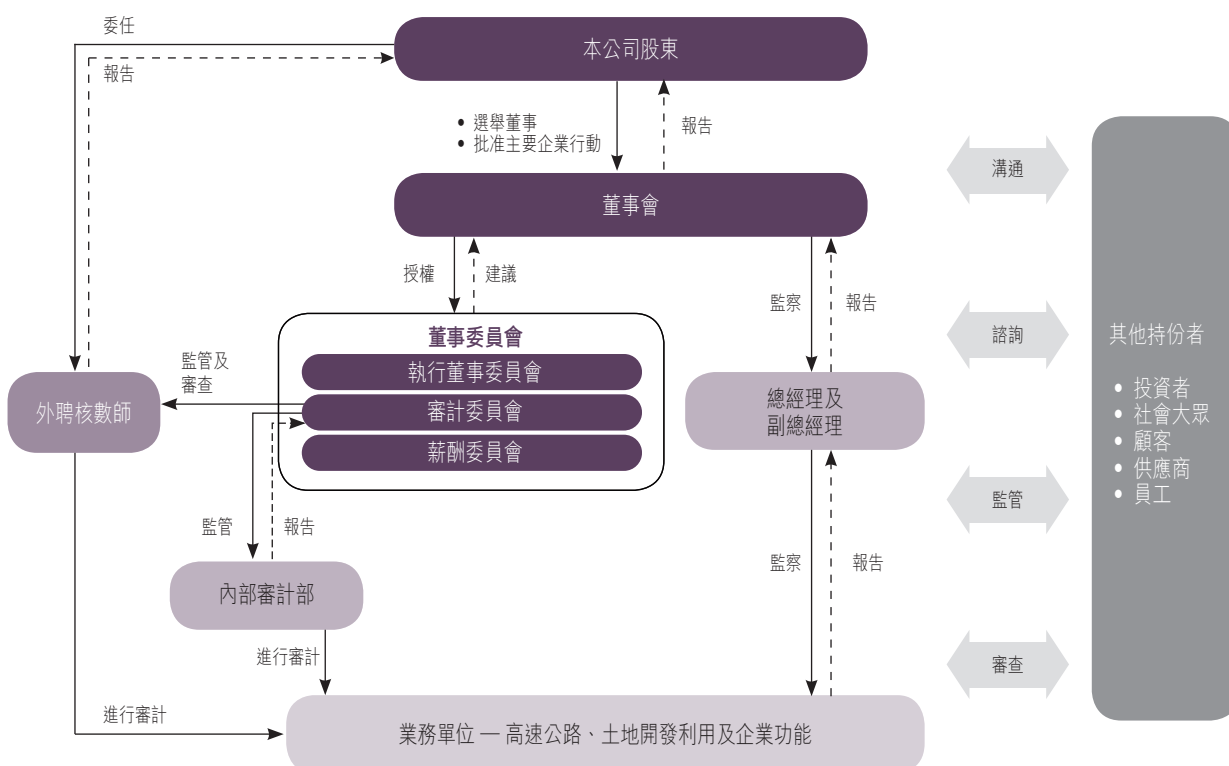 委任
本公司股東
報告
• 選舉董事
• 批准主要企業行動
報告
溝通
董事會
授權
建議
監察
報告
諮詢
其他持份者
董事委員會
監管及
審查
執行董事委員會
外聘核數師
審計委員會
總經理及
副總經理
• 投資者
• 社會大眾
• 顧客
• 供應商
• 員工
薪酬委員會
監管
報告
監管
監察
報告
內部審計部
進行審計
審查
進行審計
業務單位 — 高速公路、土地開發利用及企業功能